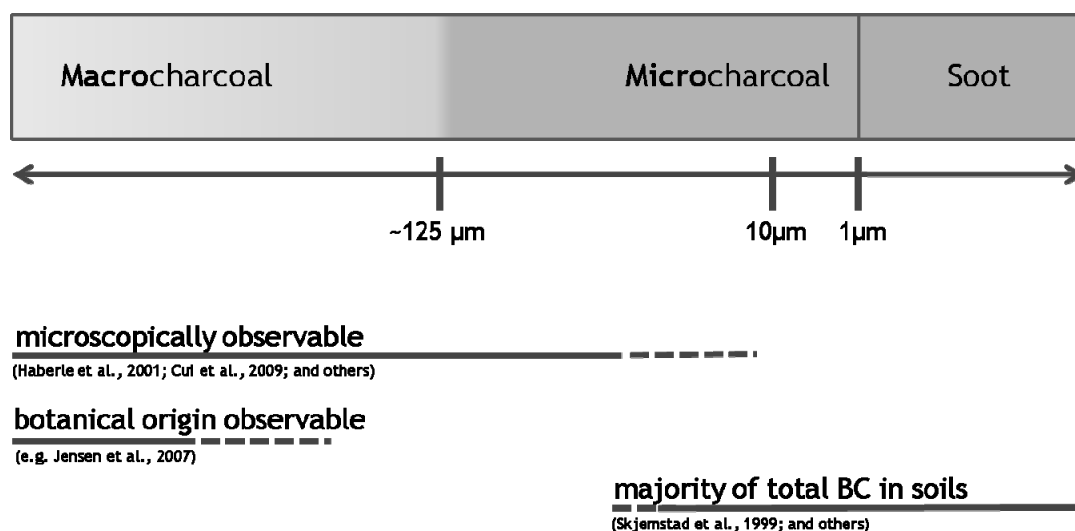 Macrocharcoal Microcharcoal Soot
~125 µm 10µm 1µm
microscopically observable
(Haberle et al., 2001; Cui et al., 2009; and others)
botanical origin observable
(e.g. Jensen et al., 2007)
majority of total BC in soils
(Skjemstad et al., 1999; and others)